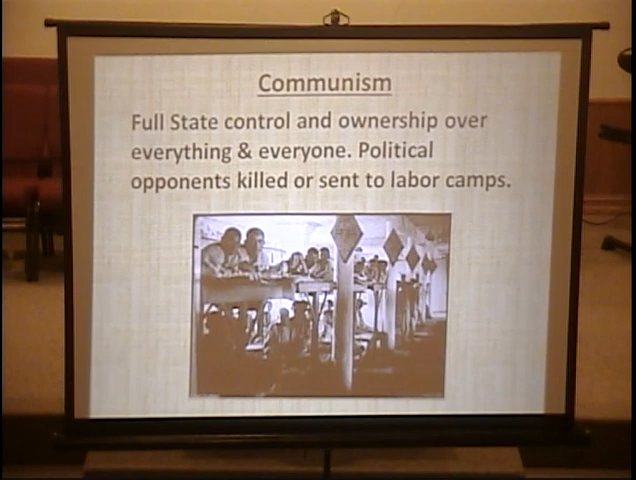 Communism
Full State control and ownership over
everything & everyone. Political
opponents killed or sent to labor camps.